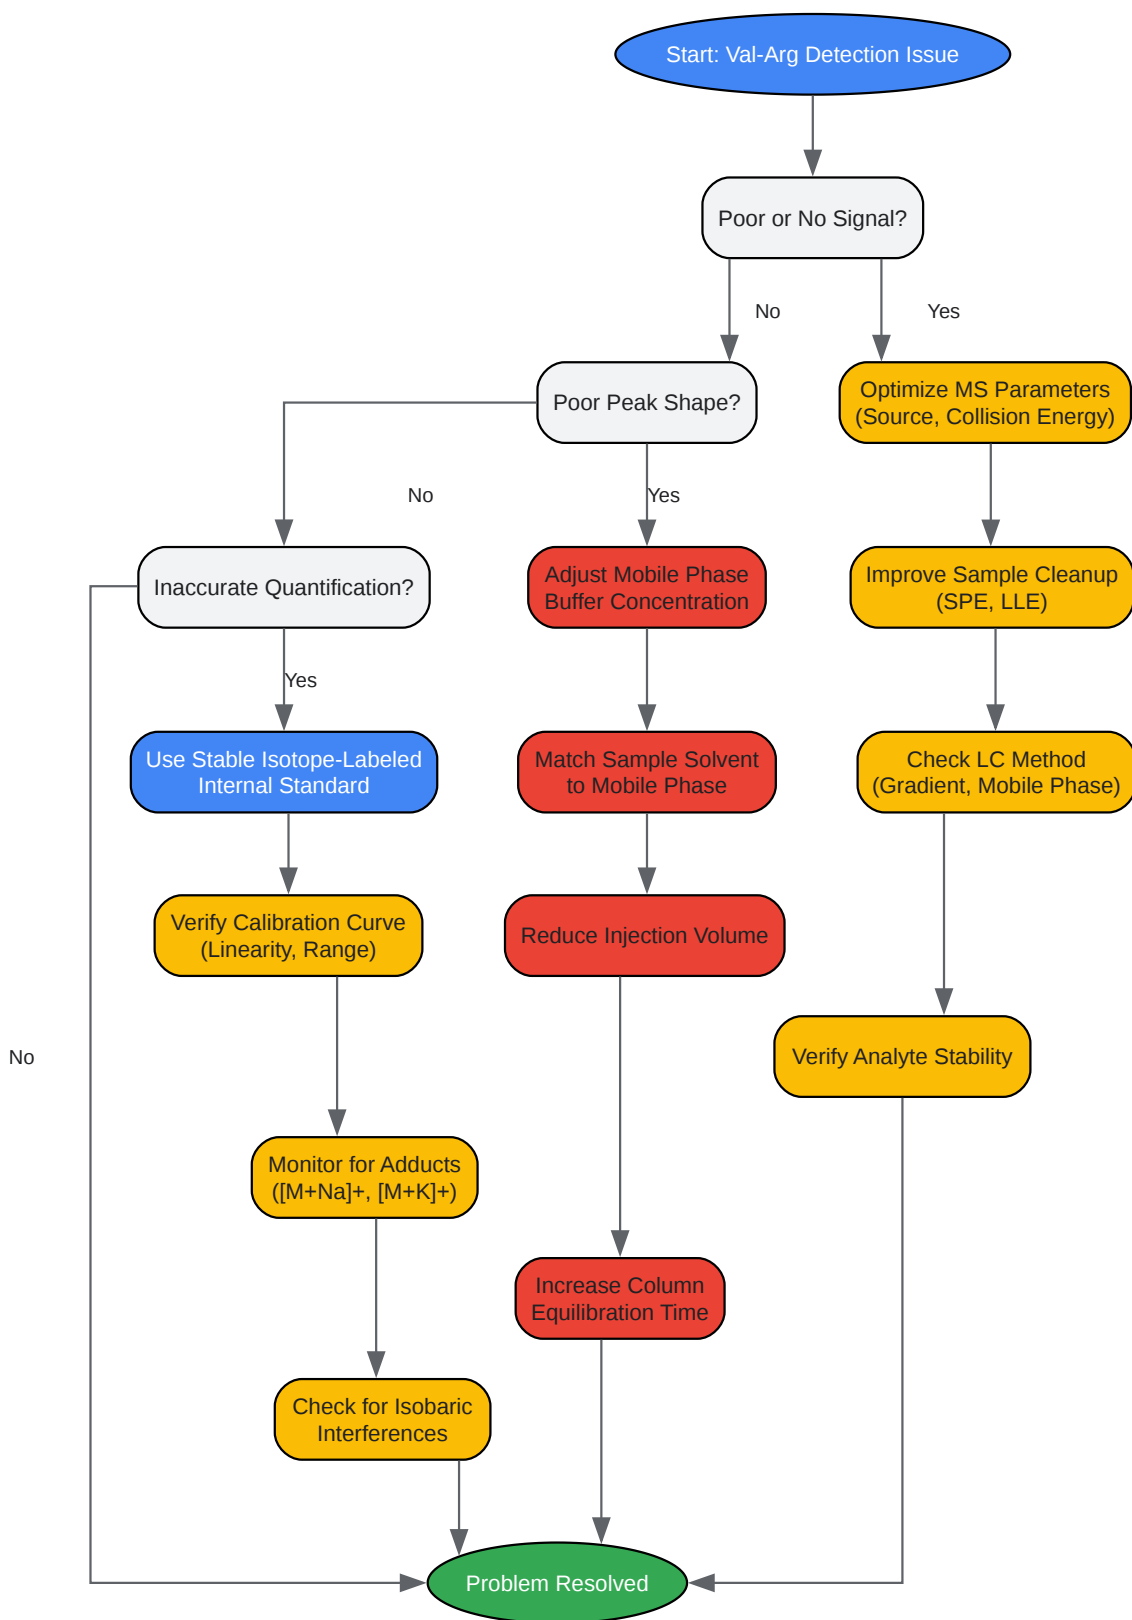 Start: Val-Arg Detection Issue
Poor or No Signal?
No
Yes
Poor Peak Shape?
Optimize MS Parameters
(Source, Collision Energy)
No
Yes
Inaccurate Quantification?
Adjust Mobile Phase
Buffer Concentration
Improve Sample Cleanup
(SPE, LLE)
Yes
Use Stable Isotope-Labeled
Internal Standard
Match Sample Solvent
to Mobile Phase
Check LC Method
(Gradient, Mobile Phase)
Verify Calibration Curve
(Linearity, Range)
Reduce Injection Volume
No
Verify Analyte Stability
Monitor for Adducts
([M+Na]+, [M+K]+)
Increase Column
Equilibration Time
Check for Isobaric
Interferences
Problem Resolved